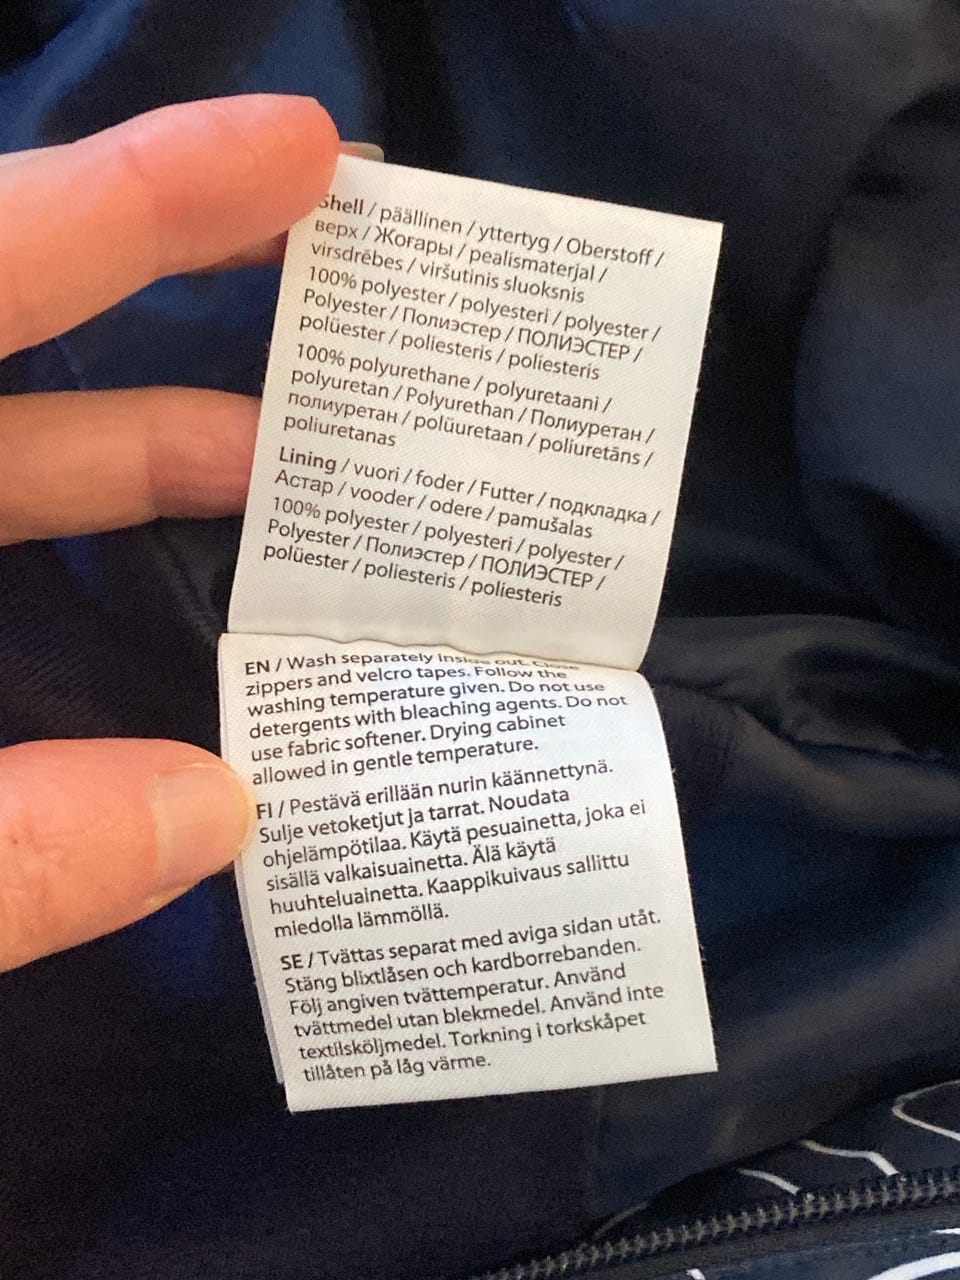 Shell / päällinen / yttertyg / Oberstoff /
верх / Жоғары / pealismaterjal /
virsdrēbes / viršutinis sluoksnis
100% polyester / polyesteri / polyester /
Polyester / Полиэстер / ПОЛИЭСТЕР /
polüester / poliesteris / poliesteris
100% polyurethane / polyuretaani /
polyuretan / Polyurethan / Полиуретан /
полиуретан / polüuretaan / poliuretāns /
poliuretanas
Lining / vuori / foder / Futter / подкладка /
Астар / vooder / odere / pamušalas
100% polyester / polyesteri / polyester /
Polyester / Полиэстер / ПОЛИЭСТЕР /
polüester / poliesteris / poliesteris
EN / Wash separately inside out. Close
zippers and velcro tapes. Follow the
washing temperature given. Do not use
detergents with bleaching agents. Do not
use fabric softener. Drying cabinet
allowed in gentle temperature.
FI / Pestävä erillään nurin käännettynä.
Sulje vetoketjut ja tarrat. Noudata
ohjelämpötilaa. Käytä pesuainetta, joka ei
sisällä valkaisuainetta. Älä käytä
huuhteluainetta. Kaappikuivaus sallittu
miedolla lämmöllä.
SE / Tvättas separat med aviga sidan utåt.
Stäng blixtlåsen och kardborrebanden.
Följ angiven tvättemperatur. Använd
tvättmedel utan blekmedel. Använd inte
textilsköljmedel. Torkning i torkskåpet
tillåten på låg värme.